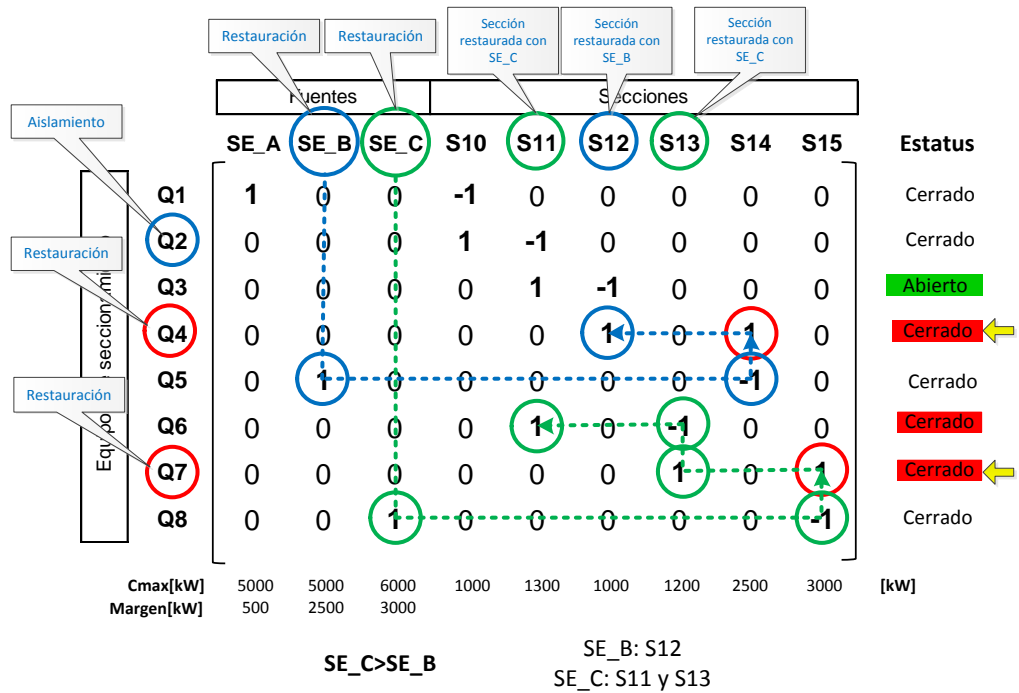 Restauración
Restauración
Sección
restaurada con
SE_C
Sección
restaurada con
SE_B
Sección
restaurada con
SE_C
Fuentes
Secciones
Aislamiento
SE_A SE_B SE_C S10 S11 S12 S13 S14 S15 Estatus
Q1 1 0 0 -1 0 0 0 0 0 Cerrado
Q2 0 0 0 1 -1 0 0 0 0 Cerrado
Restauración
Q3 0 0 0 0 1 -1 0 0 0 Abierto
Q4 0 0 0 0 0 1 0 1 0 Cerrado
Q5 0 1 0 0 0 0 0 -1 0 Cerrado
Restauración
Q6 0 0 0 0 1 0 -1 0 0 Cerrado
Q7 0 0 0 0 0 0 1 0 1 Cerrado
Q8 0 0 1 0 0 0 0 0 -1 Cerrado
seccionami
Cmax[kW] 5000 5000 6000 1000 1300 1000 1200 2500 3000 [kW]
Margen[kW] 500 2500 3000
SE_C>SE_B
SE_B: S12
SE_C: S11 y S13